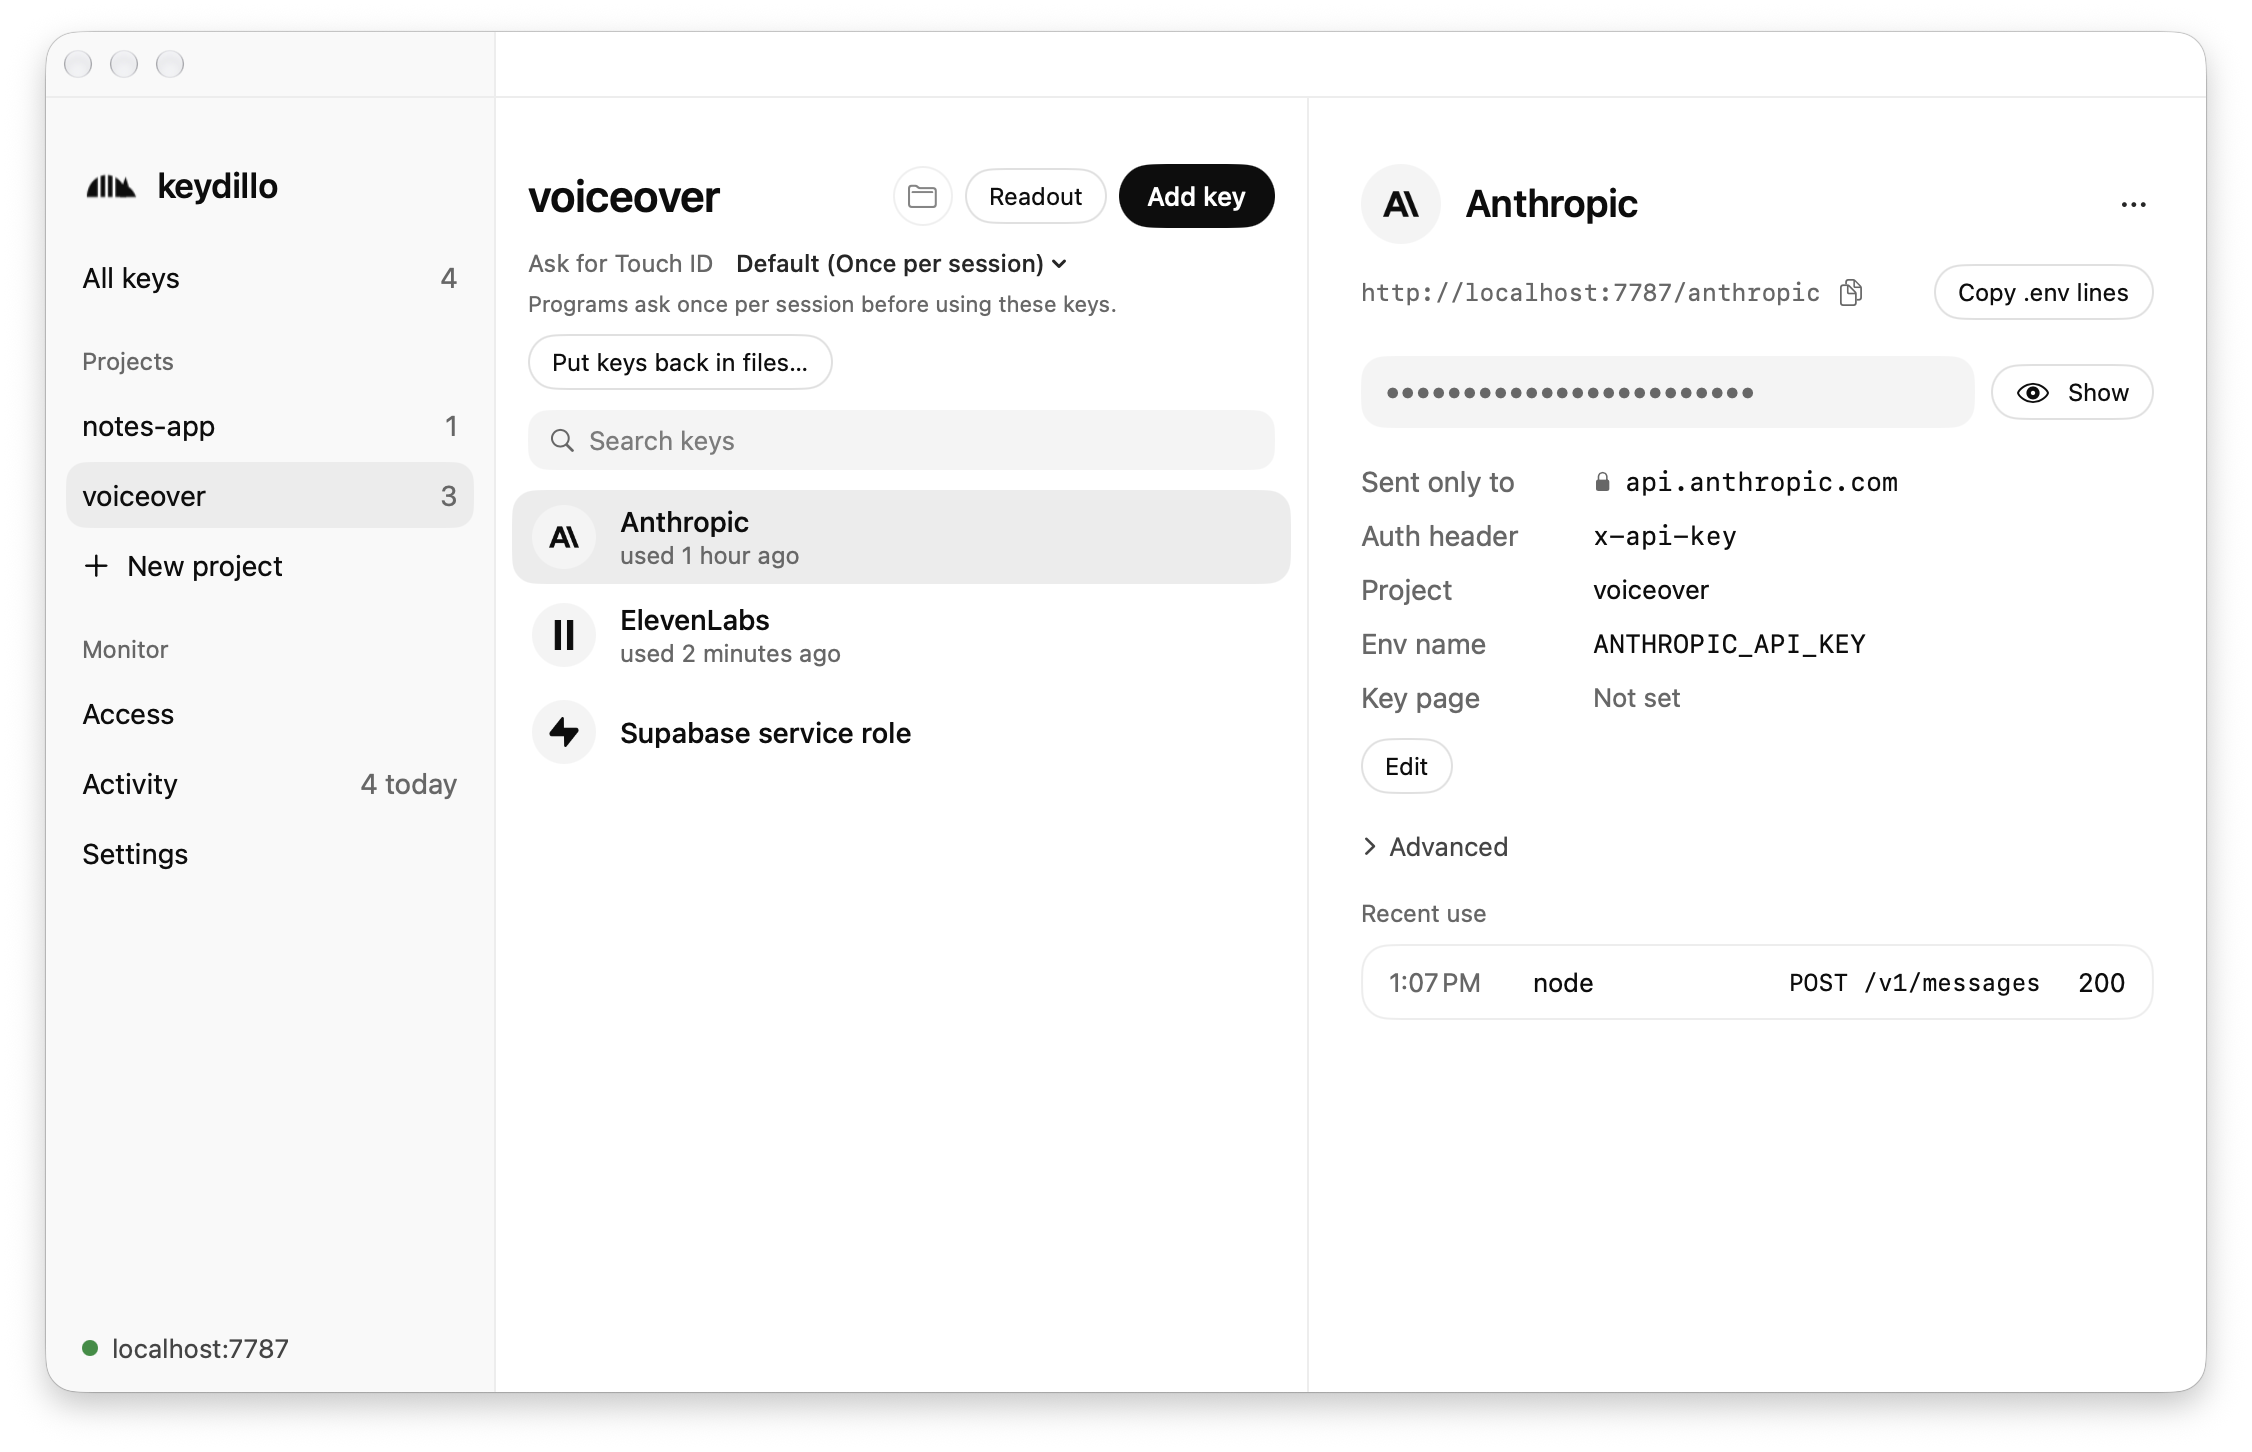 keydillo
All keys 4
Projects
notes-app 1
voiceover 3
New project
Monitor
Access
Activity 4 today
Settings
localhost:7787
voiceover
Readout
Add key
Ask for Touch ID Default (Once per session)
Programs ask once per session before using these keys.
Put keys back in files...
Search keys
Anthropic
used 1 hour ago
ElevenLabs
used 2 minutes ago
Supabase service role
Anthropic
http://localhost:7787/anthropic
Copy .env lines
Show
Sent only to api.anthropic.com
Auth header x-api-key
Project voiceover
Env name ANTHROPIC_API_KEY
Key page Not set
Edit
Advanced
Recent use
1:07 PM node POST /v1/messages 200